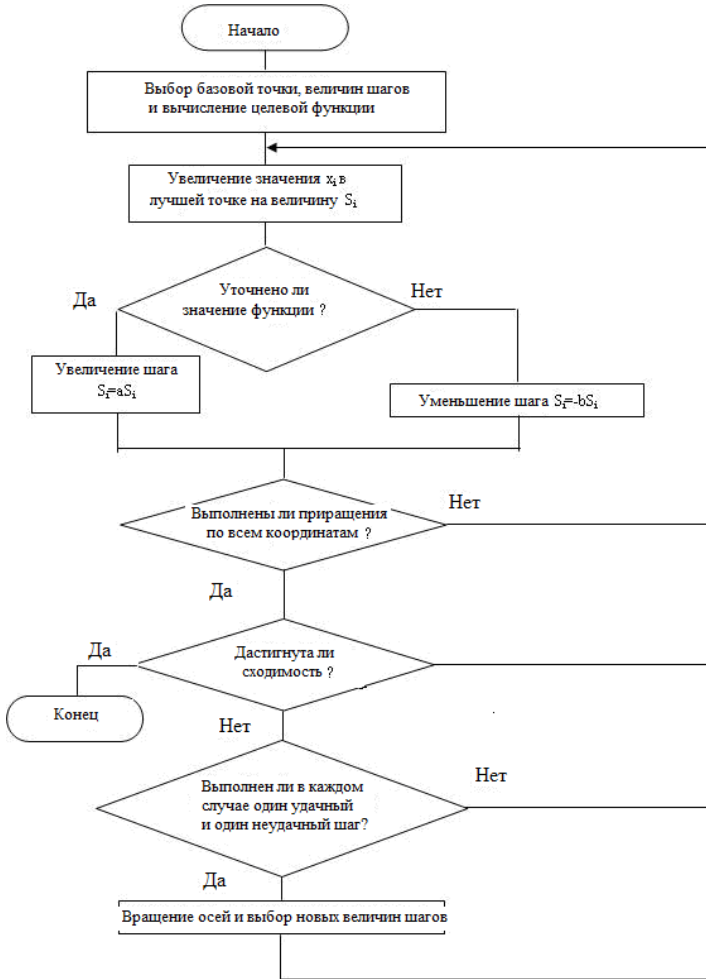 Начало
Выбор базовой точки, величин шагов
и вычисление целевой функции
Увеличение значения xᵢ в
лучшей точке на величину Sᵢ
Уточнено ли
значение функции ?
Да
Нет
Увеличение шага
Sᵢ=aSᵢ
Уменьшение шага Sᵢ=-bSᵢ
Выполнены ли приращения
по всем координатам ?
Нет
Да
Дастигнута ли
сходимость ?
Да
Конец
Нет
Выполнен ли в каждом
случае один удачный
и один неудачный шаг?
Нет
Да
Вращение осей и выбор новых величин шагов